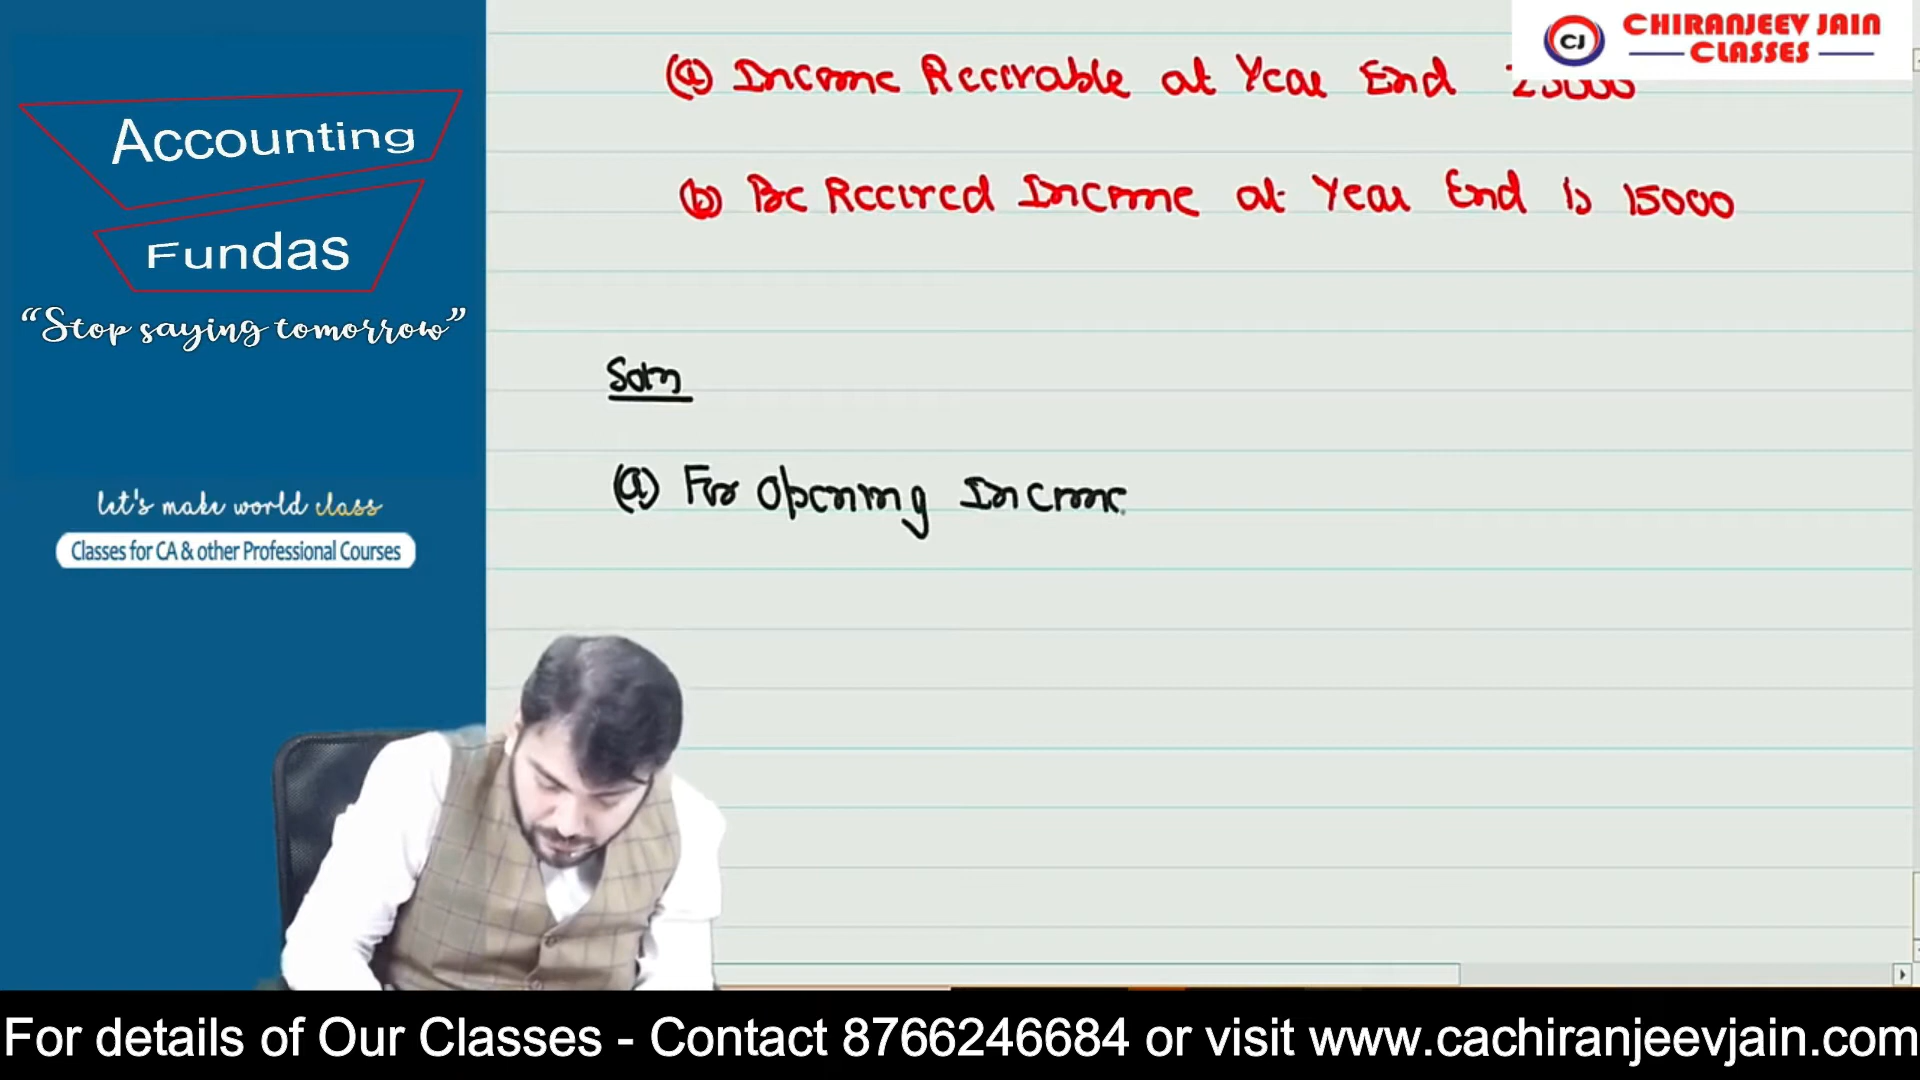 CHIRANJEEV JAIN
CLASSES
CJ
Accounting
Fundas
“Stop saying tomorrow”
let's make world class
Classes for CA & other Professional Courses
(a) Income Receivable at Year End 25000
(b) Pre Received Income at Year End is 15000
Soln
(a) For Opening Income
For details of Our Classes - Contact 8766246684 or visit www.cachiranjeevjain.com